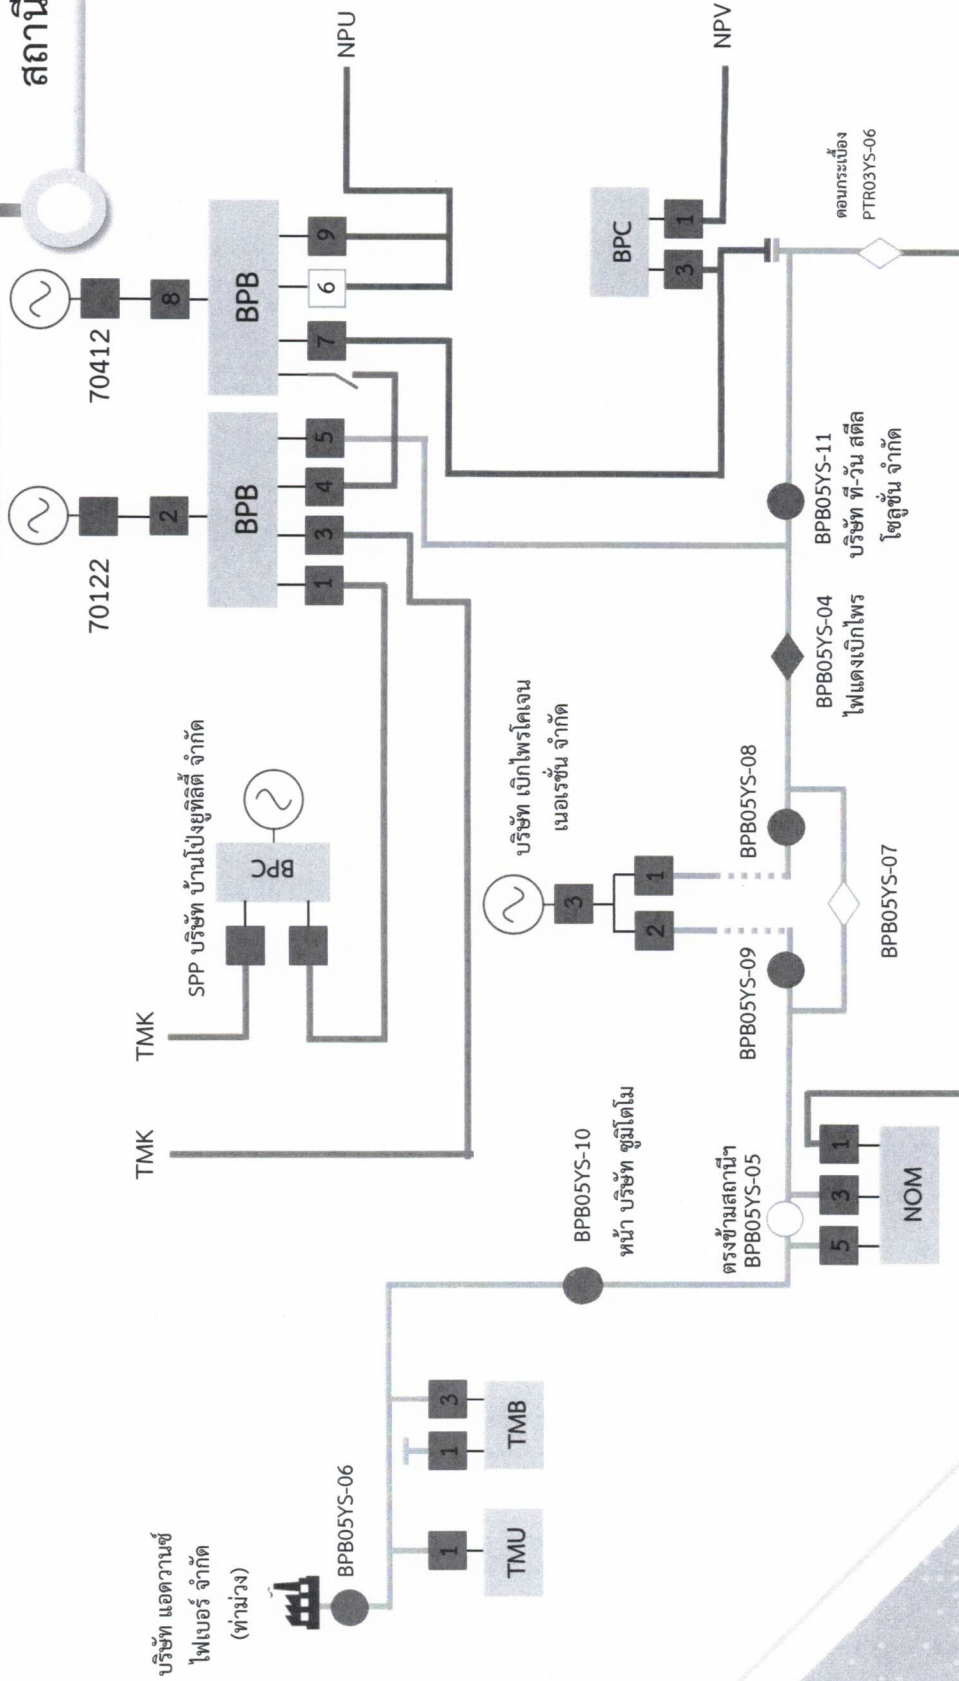 สถานี
70122
2
BPB
1
3
4
5
70412
8
BPB
7
6
9
NPU
BPC
3
1
NPV
ดอนกระเบื้อง
PTR03YS-06
TMK
TMK
SPP บริษัท บ้านโป่งยูทิลิตี้ จำกัด
BPC
บริษัท เบิกไพรโคเจน
เนอเรชั่น จำกัด
3
2
1
BPB05YS-09
BPB05YS-08
BPB05YS-07
BPB05YS-04
ไฟแดงเบิกไพร
BPB05YS-11
บริษัท ที-วัน สตีล
โซลูชั่น จำกัด
บริษัท แอดวานซ์
ไฟเบอร์ จำกัด
(ท่าม่วง)
BPB05YS-06
1
TMU
1
3
TMB
BPB05YS-10
หน้า บริษัท ซูมิโตโม
ตรงข้ามสถานีฯ
BPB05YS-05
5
3
1
NOM